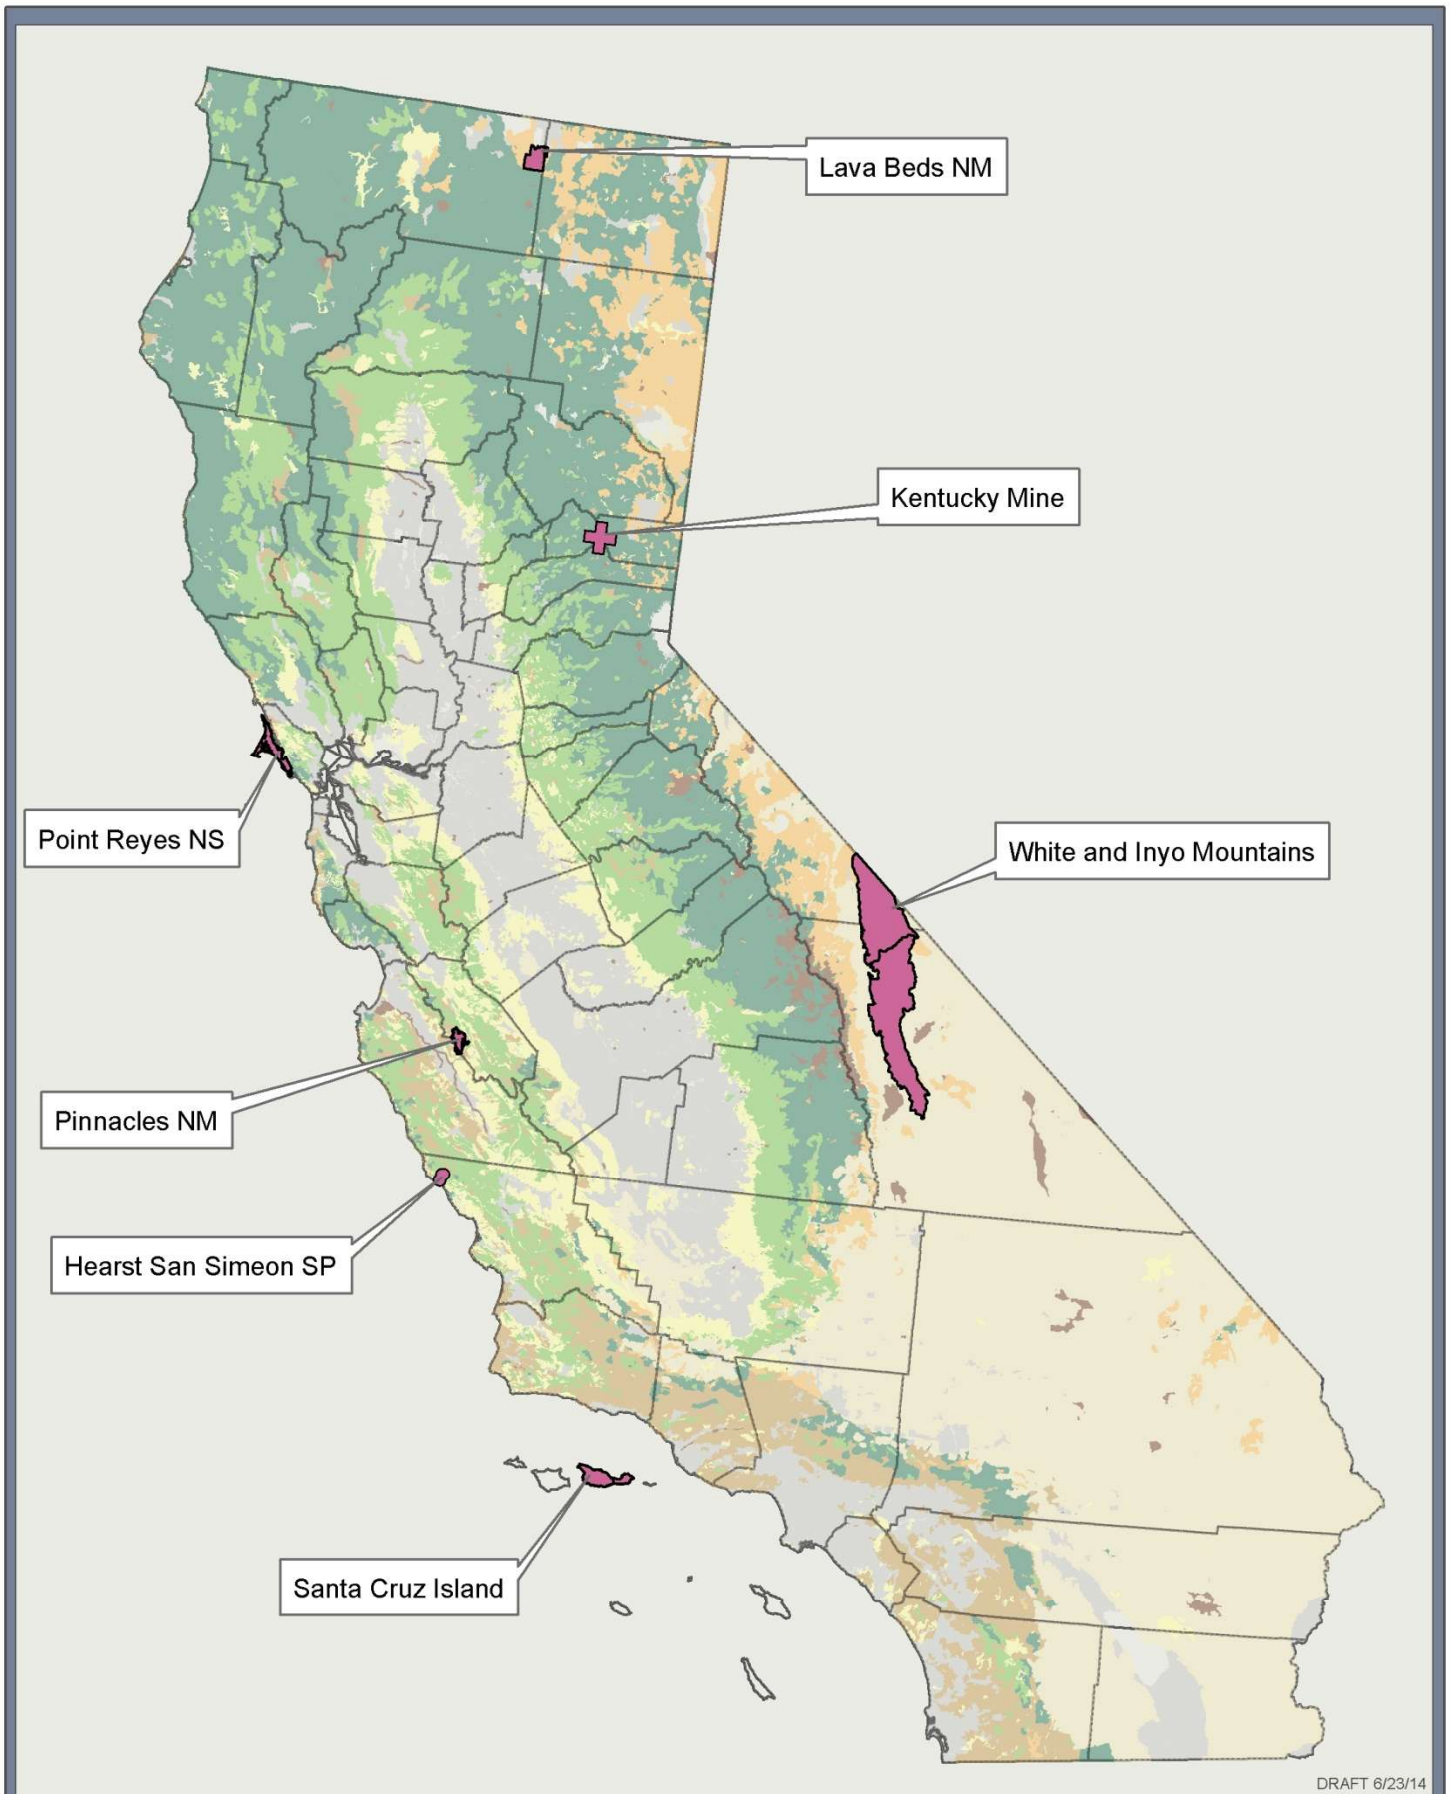 Lava Beds NM
Kentucky Mine
Point Reyes NS
White and Inyo Mountains
Pinnacles NM
Hearst San Simeon SP
Santa Cruz Island
DRAFT 6/23/14